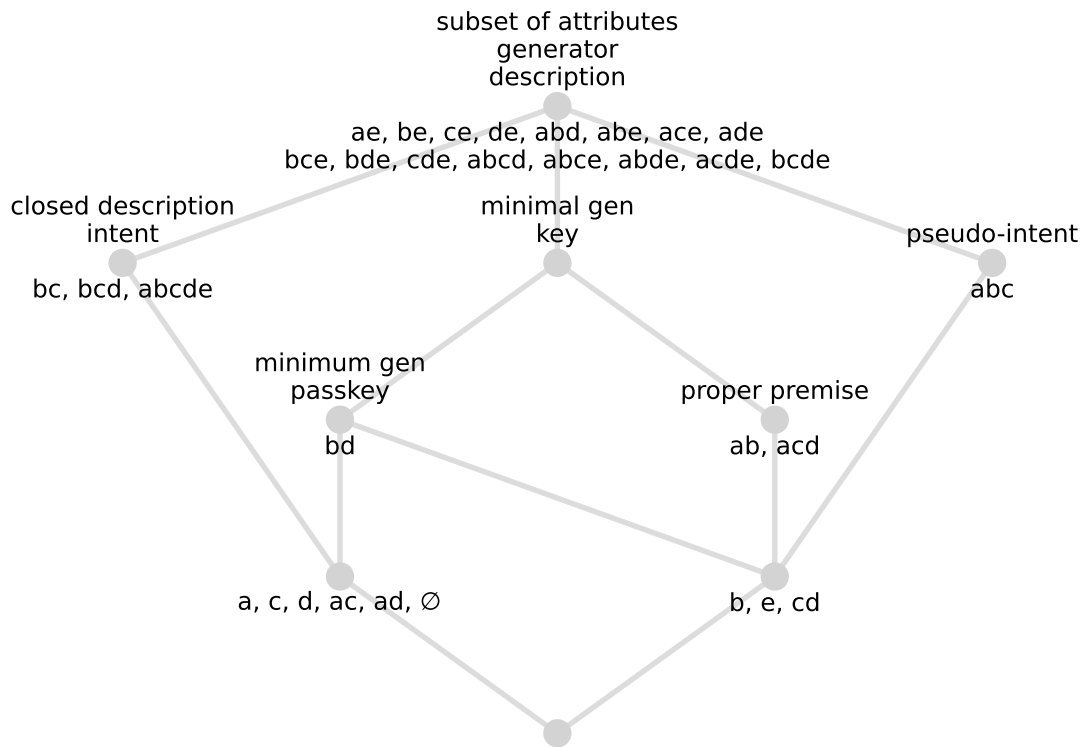 subset of attributes
generator
description
ae, be, ce, de, abd, abe, ace, ade
bce, bde, cde, abcd, abce, abde, acde, bcde
closed description
intent
bc, bcd, abcde
minimal gen
key
pseudo-intent
abc
minimum gen
passkey
bd
proper premise
ab, acd
a, c, d, ac, ad, ∅
b, e, cd